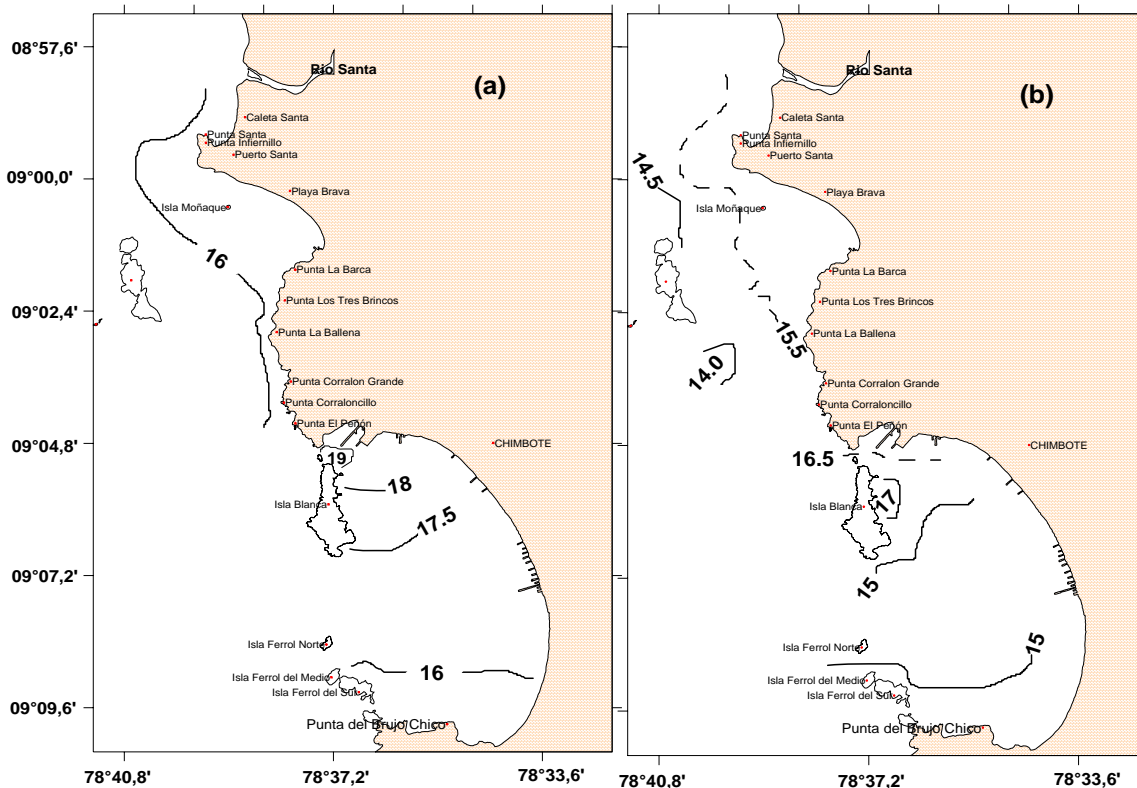 08°57,6'
09°00,0'
09°02,4'
09°04,8'
09°07,2'
09°09,6'
Rio Santa
(a)
Caleta Santa
Punta Santa
Punta Infiernillo
Puerto Santa
Playa Brava
Isla Moñaque
16
Punta La Barca
Punta Los Tres Brincos
Punta La Ballena
Punta Corralon Grande
Punta Corraloncillo
Punta El Peñón
CHIMBOTE
19
18
Isla Blanca
17.5
Isla Ferrol Norte
16
Isla Ferrol del Medio
Isla Ferrol del Sur
Punta del Brujo Chico
78°40,8'
78°37,2'
78°33,6'
Rio Santa
(b)
Caleta Santa
Punta Santa
Punta Infiernillo
Puerto Santa
14.5
Playa Brava
Isla Moñaque
Punta La Barca
Punta Los Tres Brincos
15.5
Punta La Ballena
14.0
Punta Corralon Grande
Punta Corraloncillo
Punta El Peñón
CHIMBOTE
16.5
17
Isla Blanca
15
15
Isla Ferrol Norte
Isla Ferrol del Medio
Isla Ferrol del Sur
Punta del Brujo Chico
78°40,8'
78°37,2'
78°33,6'